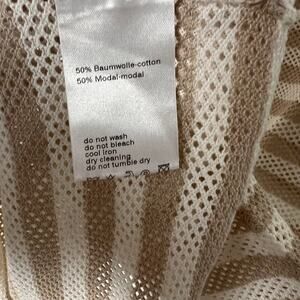 50% Baumwolle-cotton
50% Modal-modal
do not wash
do not bleach
cool iron
dry cleaning
do not tumble dry